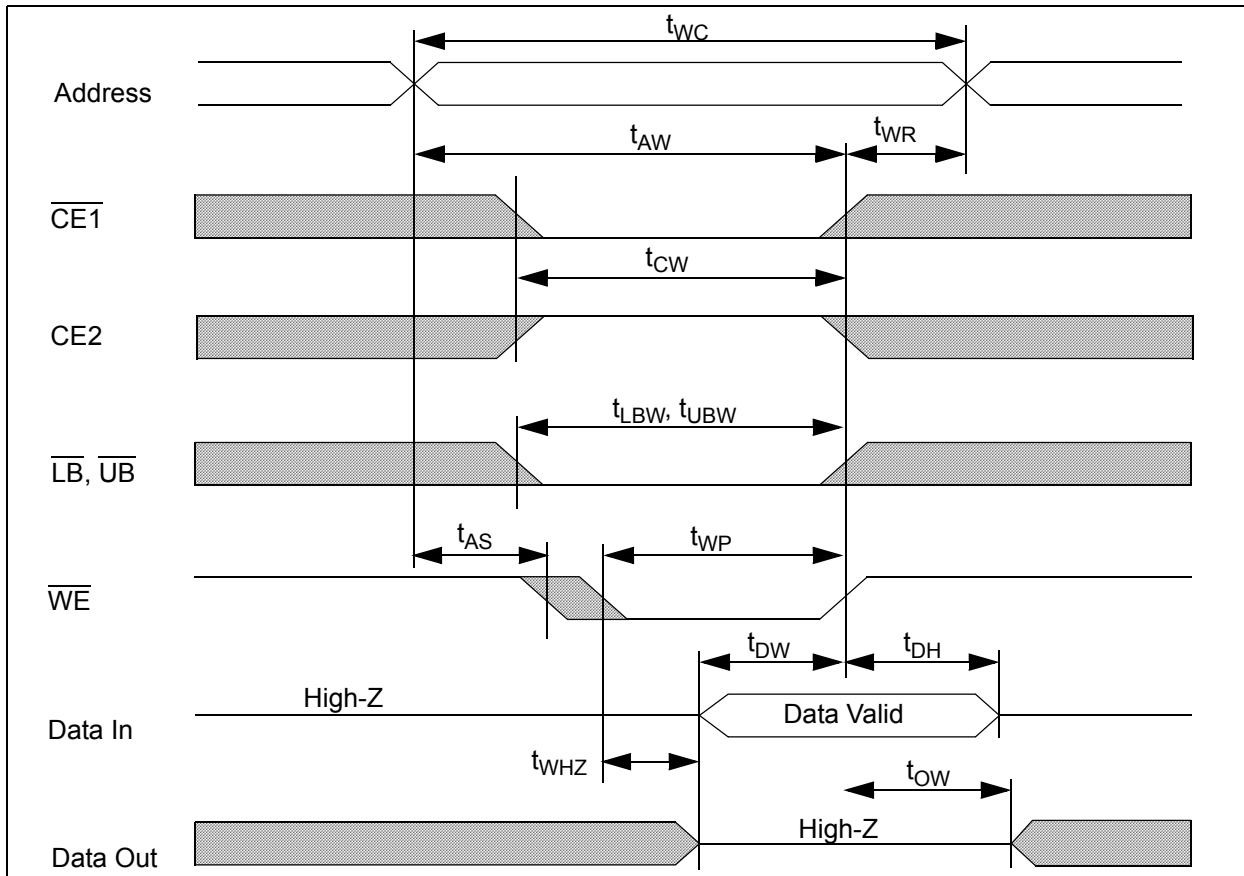 tWC
Address
tAW
tWR
CE1
tCW
CE2
tLBW, tUBW
LB, UB
tAS
tWP
WE
tDW
tDH
High-Z
Data Valid
Data In
tWHZ
tOW
High-Z
Data Out